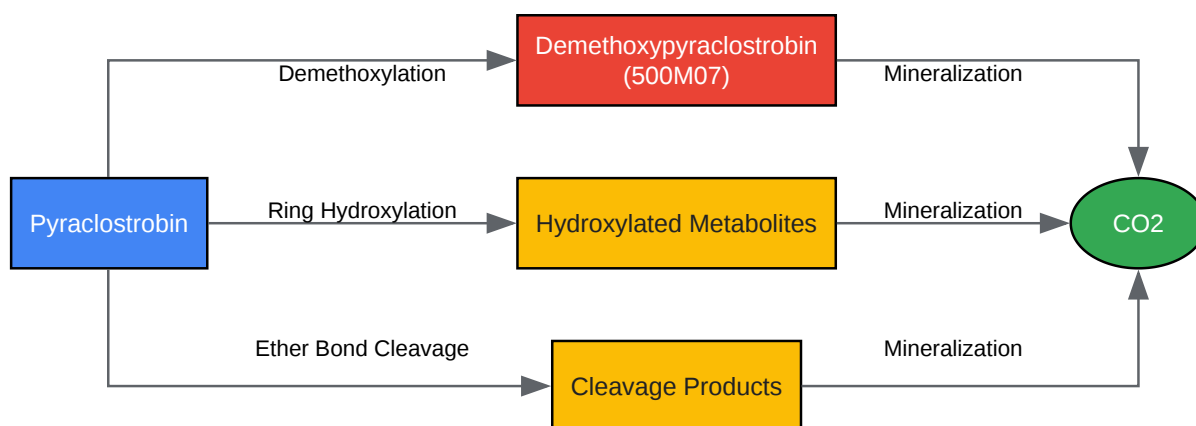 Demethoxypyraclostrobin
(500M07)
Demethoxylation
Mineralization
Pyraclostrobin
Ring Hydroxylation
Hydroxylated Metabolites
Mineralization
CO2
Ether Bond Cleavage
Cleavage Products
Mineralization